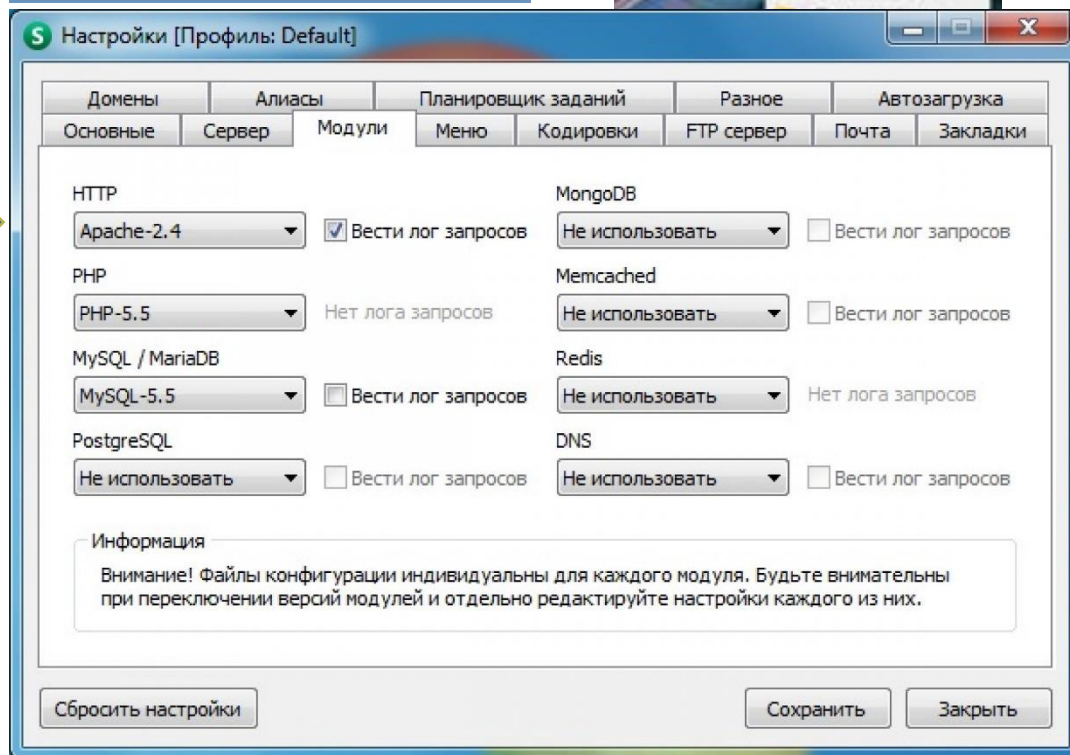 S Настройки [Профиль: Default]
Домены Алиасы Планировщик заданий Разное Автозагрузка
Основные Сервер Модули Меню Кодировки FTP сервер Почта Закладки
HTTP MongoDB
Apache-2.4 Вести лог запросов Не использовать Вести лог запросов
PHP Memcached
PHP-5.5 Нет лога запросов Не использовать Вести лог запросов
MySQL / MariaDB Redis
MySQL-5.5 Вести лог запросов Не использовать Нет лога запросов
PostgreSQL DNS
Не использовать Вести лог запросов Не использовать Вести лог запросов
Информация
Внимание! Файлы конфигурации индивидуальны для каждого модуля. Будьте внимательны
при переключении версий модулей и отдельно редактируйте настройки каждого из них.
Сбросить настройки Сохранить Закрыть